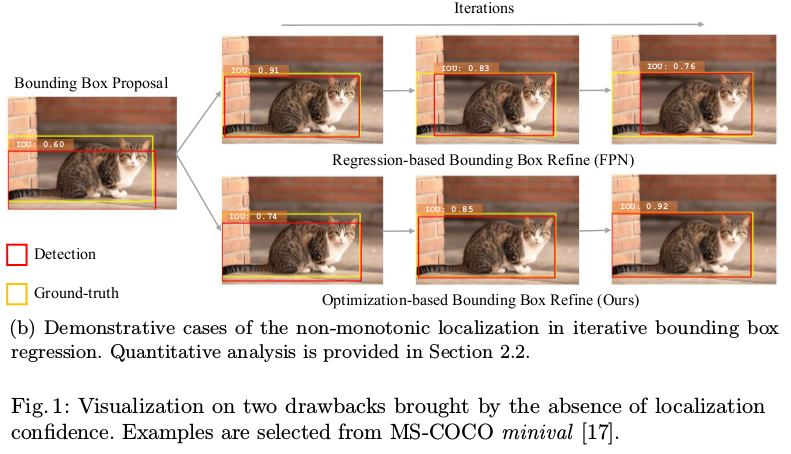 Iterations
Bounding Box Proposal
IOU: 0.60
IOU: 0.91
IOU: 0.83
IOU: 0.76
Regression-based Bounding Box Refine (FPN)
IOU: 0.74
IOU: 0.85
IOU: 0.92
Optimization-based Bounding Box Refine (Ours)
Detection
Ground-truth
(b) Demonstrative cases of the non-monotonic localization in iterative bounding box
regression. Quantitative analysis is provided in Section 2.2.
Fig. 1: Visualization on two drawbacks brought by the absence of localization
confidence. Examples are selected from MS-COCO minival [17].